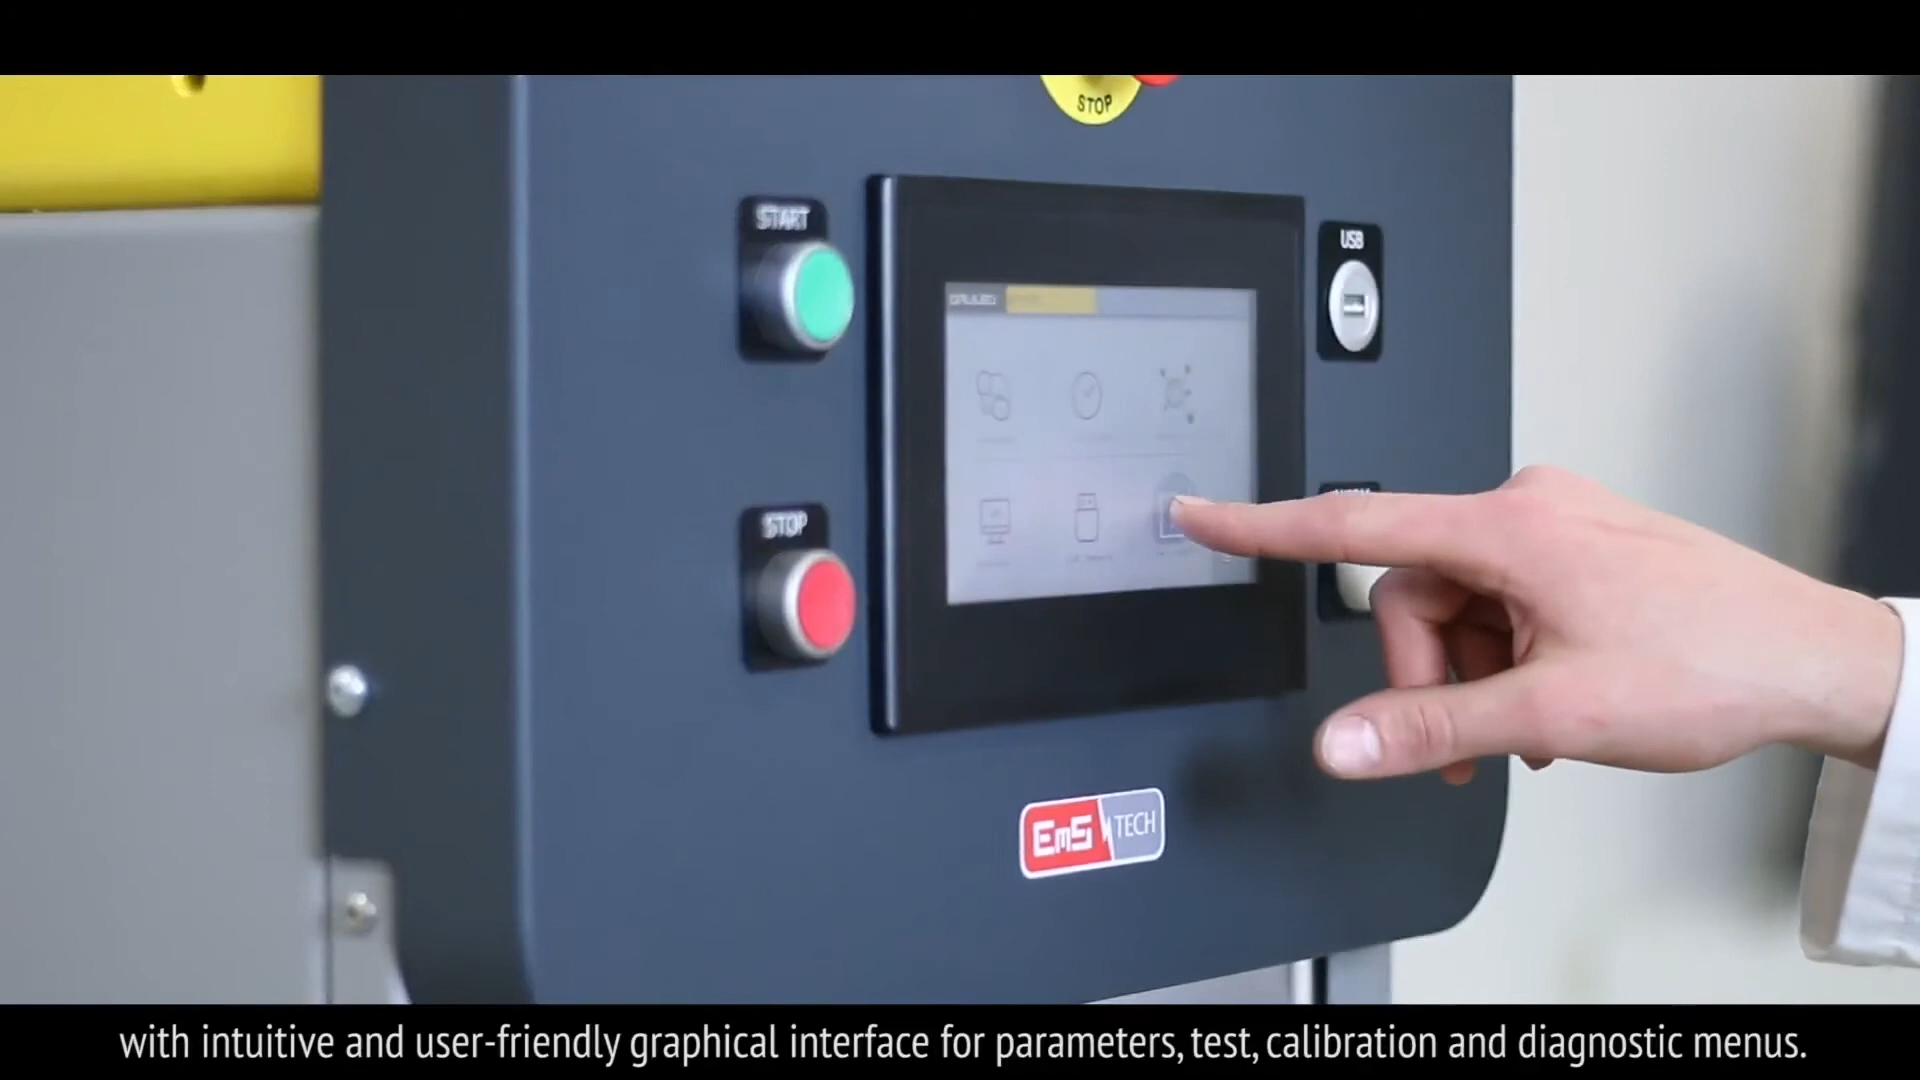 STOP
START
USB
GALILEO
STOP
EMS TECH
with intuitive and user-friendly graphical interface for parameters, test, calibration and diagnostic menus.